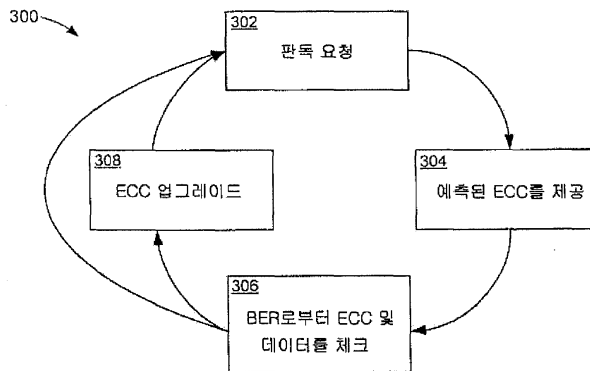 300
302
판독 요청
304
예측된 ECC를 제공
306
BER로부터 ECC 및
데이터를 체크
308
ECC 업그레이드